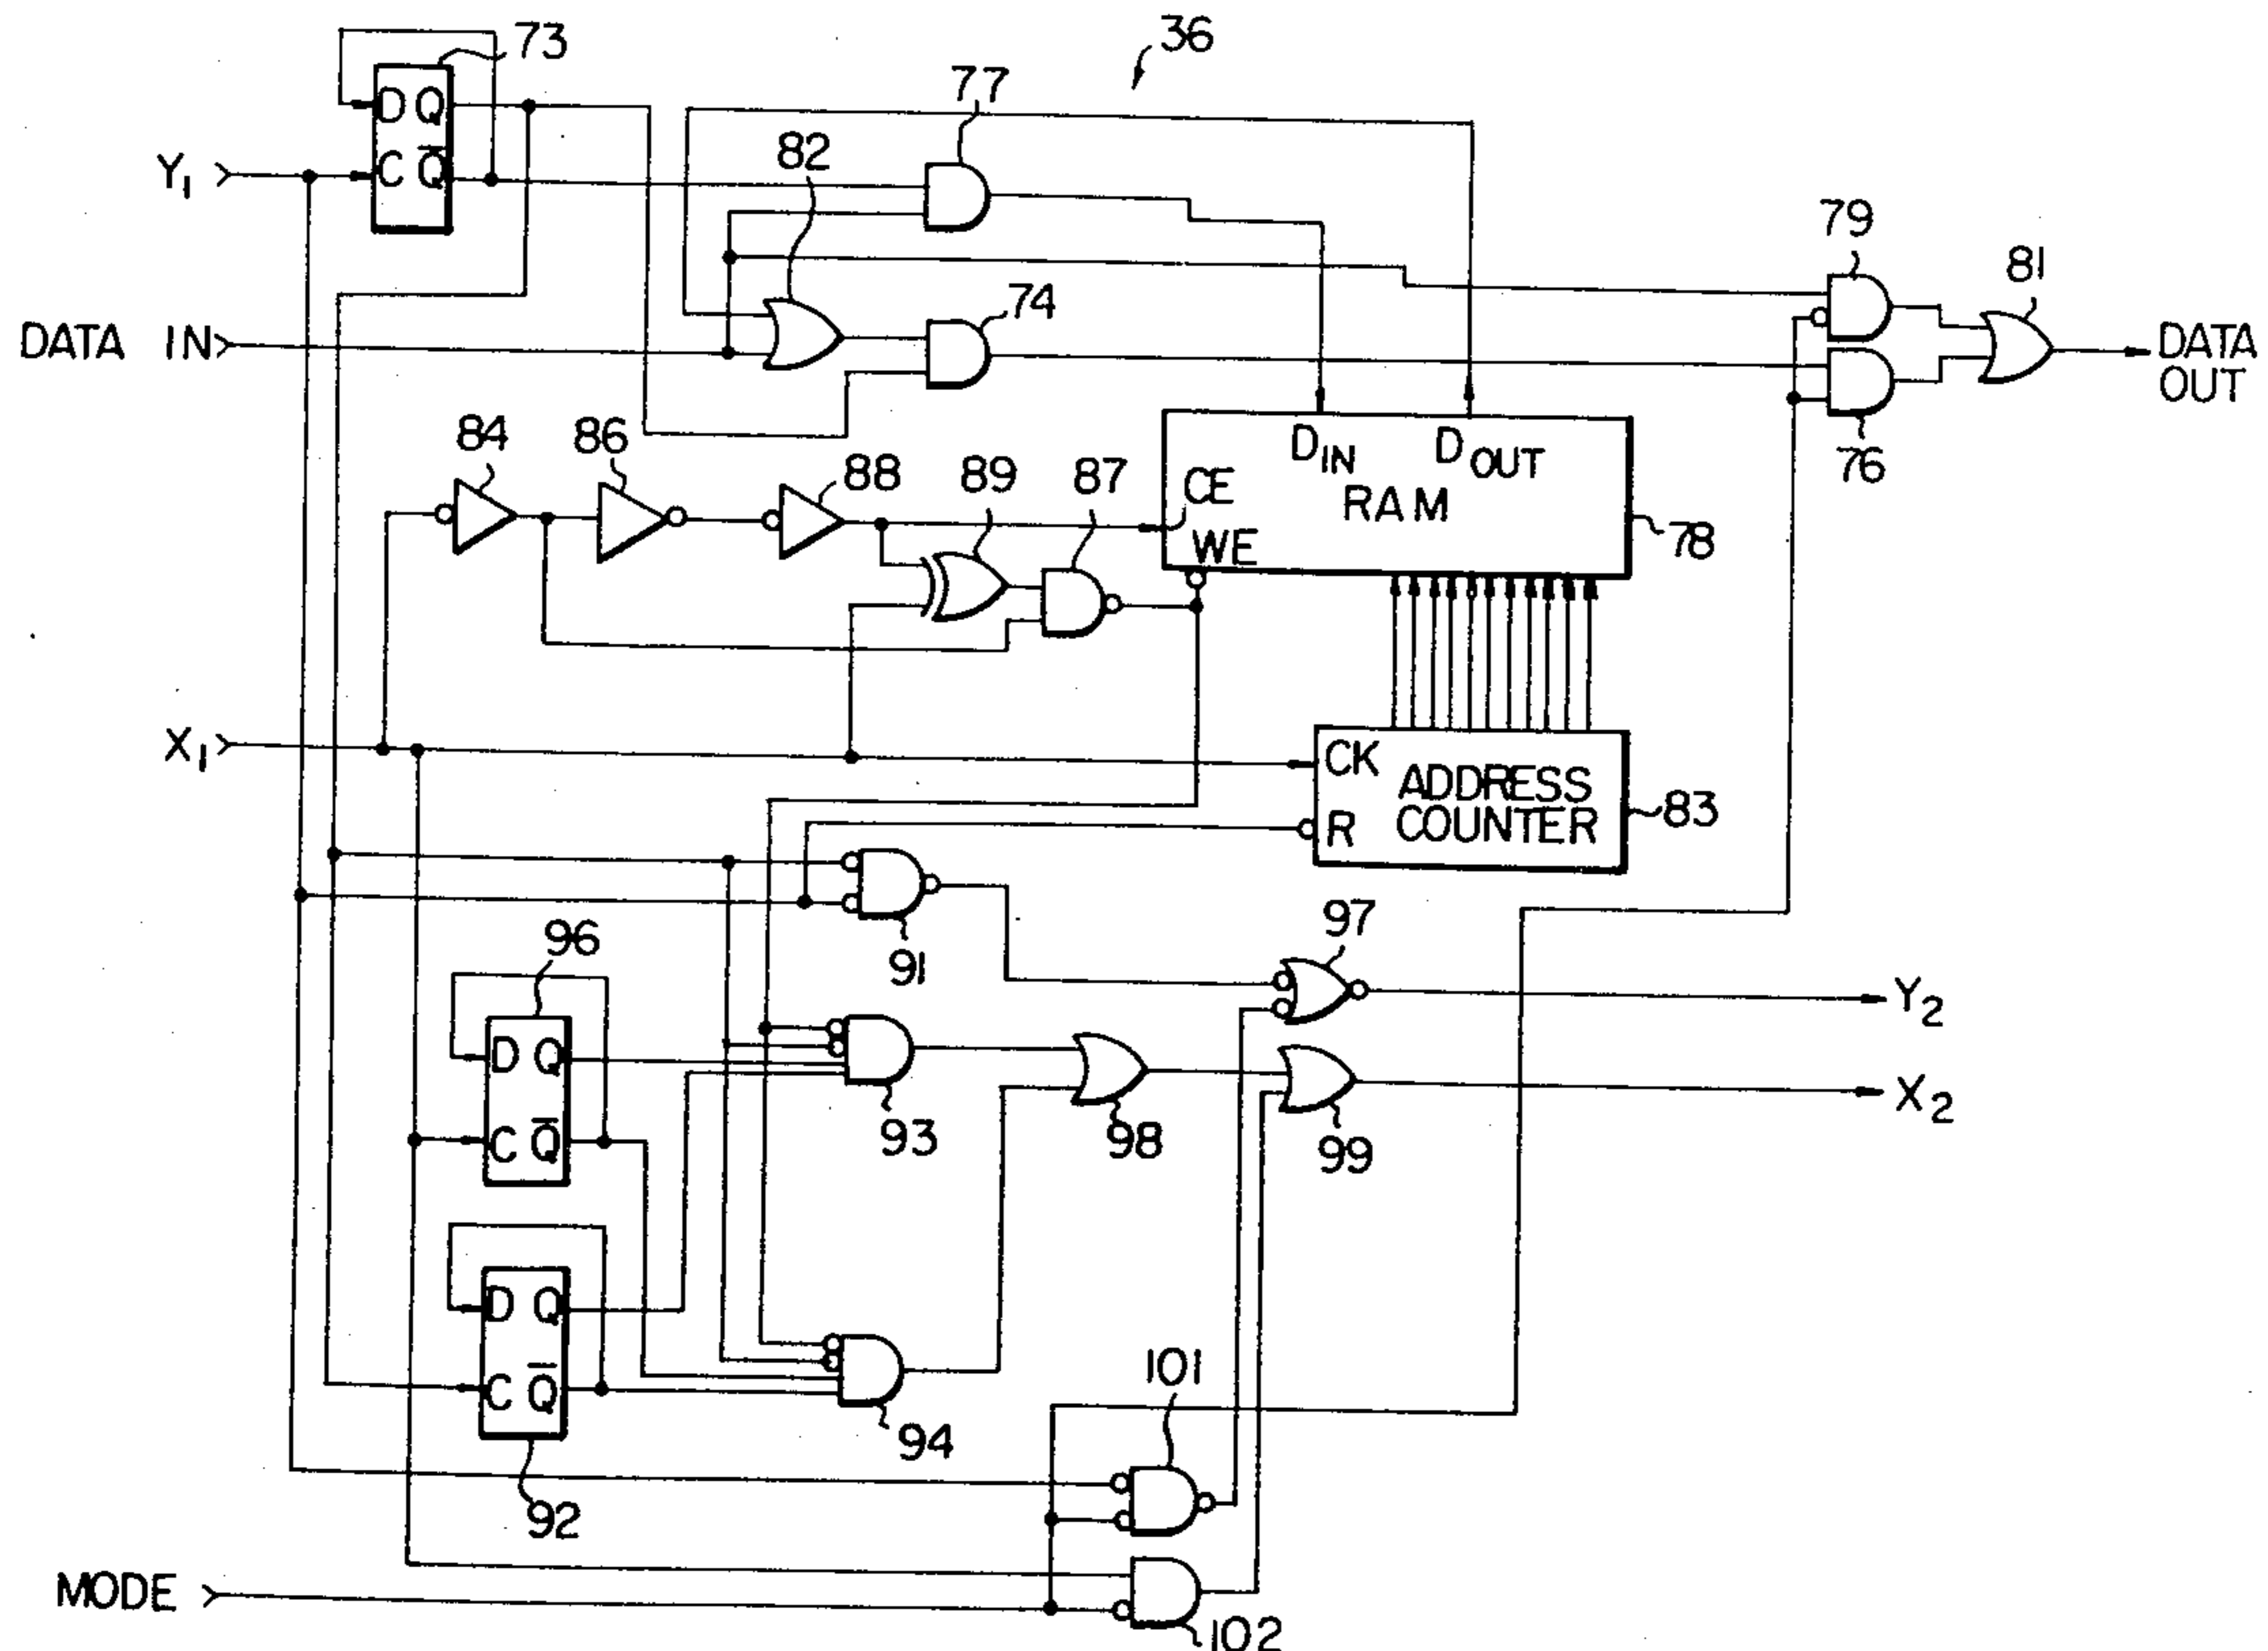 36
73
77
D Q
82
79
Y1
C Q̅
81
74
DATA IN
DATA OUT
84
86
88
89
87
DIN
DOUT
76
CE
RAM
WE
78
X1
CK
ADDRESS
COUNTER
83
R
91
97
96
Y2
D Q
93
98
X2
C Q̅
99
D Q
101
C Q̅
94
92
MODE
102